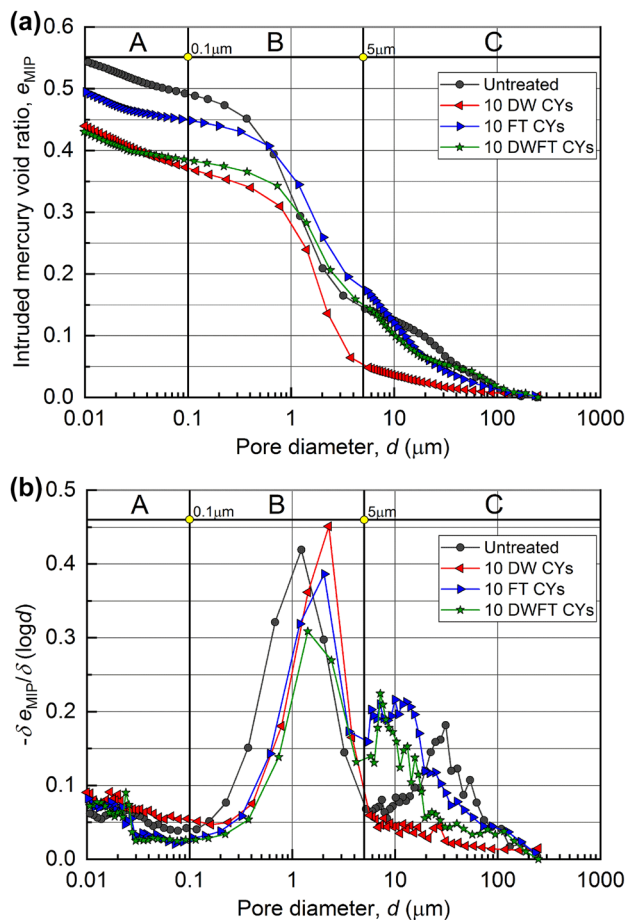 (a)
0.6
0.5
0.4
0.3
0.2
0.1
0.0
Intruded mercury void ratio, eMIP
A
0.1μm
B
5μm
C
Untreated
10 DW CYs
10 FT CYs
10 DWFT CYs
0.01
0.1
1
10
100
1000
Pore diameter, d (μm)
(b)
0.5
0.4
0.3
0.2
0.1
0.0
-δ eMIP/δ (logd)
A
0.1μm
B
5μm
C
Untreated
10 DW CYs
10 FT CYs
10 DWFT CYs
0.01
0.1
1
10
100
1000
Pore diameter, d (μm)